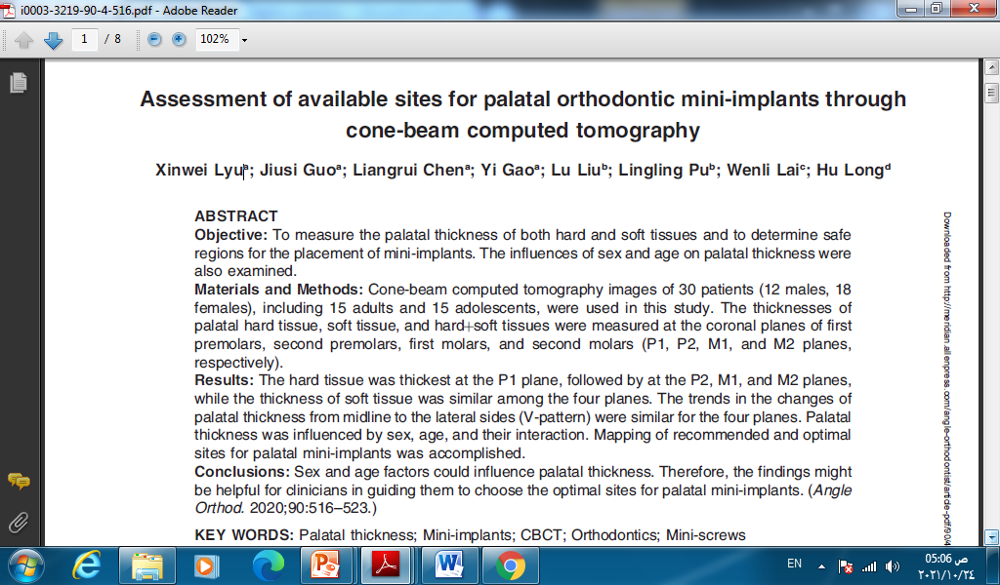 i0003-3219-90-4-516.pdf - Adobe Reader
1 / 8 102%
Assessment of available sites for palatal orthodontic mini-implants through
cone-beam computed tomography
Xinwei Lyuᵃ; Jiusi Guoᵃ; Liangrui Chenᵃ; Yi Gaoᵃ; Lu Liuᵇ; Lingling Puᵇ; Wenli Laiᶜ; Hu Longᵈ
ABSTRACT
Objective: To measure the palatal thickness of both hard and soft tissues and to determine safe
regions for the placement of mini-implants. The influences of sex and age on palatal thickness were
also examined.
Materials and Methods: Cone-beam computed tomography images of 30 patients (12 males, 18
females), including 15 adults and 15 adolescents, were used in this study. The thicknesses of
palatal hard tissue, soft tissue, and hard+soft tissues were measured at the coronal planes of first
premolars, second premolars, first molars, and second molars (P1, P2, M1, and M2 planes,
respectively).
Results: The hard tissue was thickest at the P1 plane, followed by at the P2, M1, and M2 planes,
while the thickness of soft tissue was similar among the four planes. The trends in the changes of
palatal thickness from midline to the lateral sides (V-pattern) were similar for the four planes. Palatal
thickness was influenced by sex, age, and their interaction. Mapping of recommended and optimal
sites for palatal mini-implants was accomplished.
Conclusions: Sex and age factors could influence palatal thickness. Therefore, the findings might
be helpful for clinicians in guiding them to choose the optimal sites for palatal mini-implants. (Angle
Orthod. 2020;90:516–523.)
KEY WORDS: Palatal thickness; Mini-implants; CBCT; Orthodontics; Mini-screws
Downloaded from http://meridian.allenpress.com/angle-orthodontist/article-pdf/90/4
EN
05:06 ص
٢٠٢١/١٠/٢٤